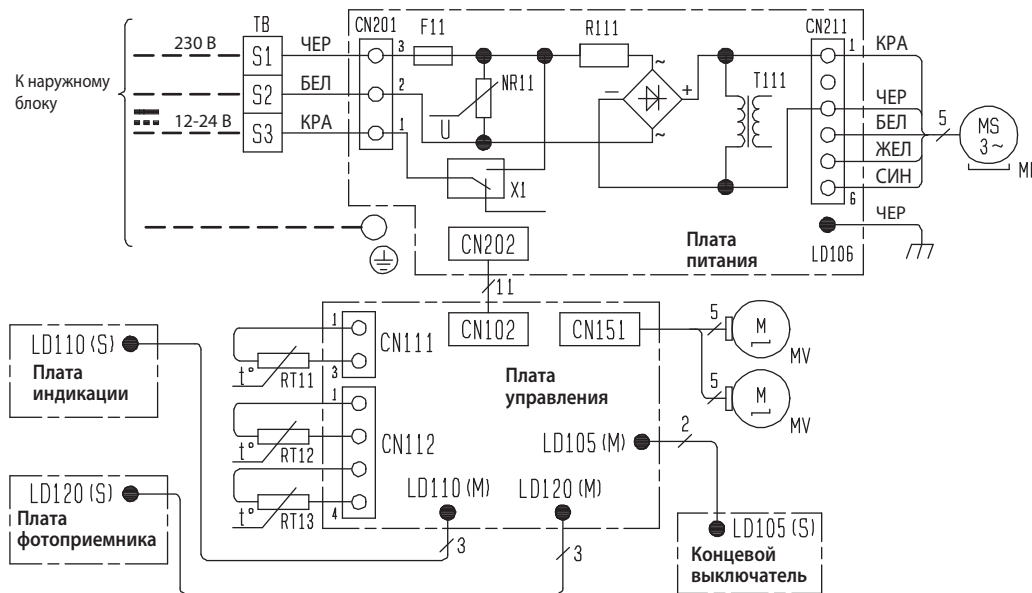 К наружному
блоку
230 В
12-24 В
TB
S1
S2
S3
ЧЕР
БЕЛ
КРА
CN201
3
2
1
F11
NR11
U
R111
~
~
−
+
T111
X1
CN211
1
6
КРА
ЧЕР
БЕЛ
ЖЕЛ
СИН
5
MS
3~
ЧЕР
LD106
Плата
питания
CN202
11
CN102
CN151
5
M
MV
5
M
MV
CN111
1
3
t°
RT11
CN112
1
4
t°
RT12
t°
RT13
Плата
управления
LD105 (M)
2
LD110 (M)
3
LD120 (M)
3
LD110 (S)
Плата
индикации
LD120 (S)
Плата
фотоприемника
LD105 (S)
Концевой
выключатель